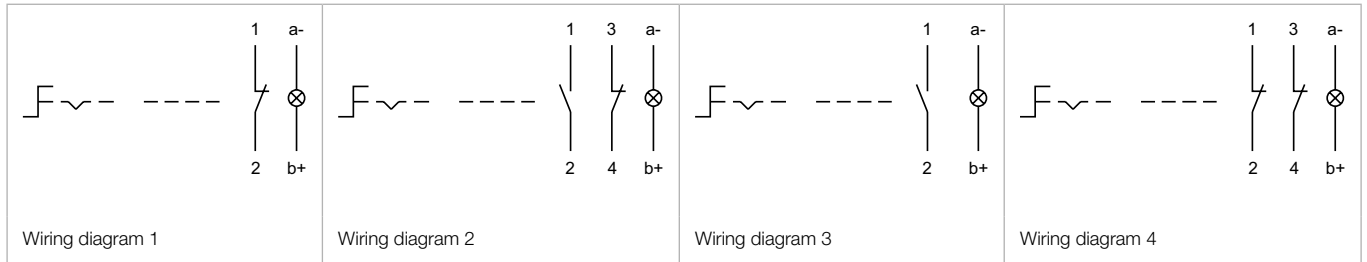 1 a-
2 b+
Wiring diagram 1
1 3 a-
2 4 b+
Wiring diagram 2
1 a-
2 b+
Wiring diagram 3
1 3 a-
2 4 b+
Wiring diagram 4